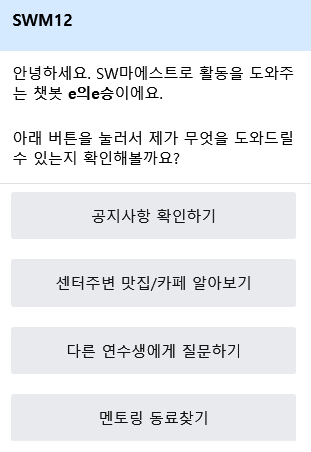 SWM12
안녕하세요. SW마에스트로 활동을 도와주
는 챗봇 e의e승이에요.
아래 버튼을 눌러서 제가 무엇을 도와드릴
수 있는지 확인해볼까요?
공지사항 확인하기
센터주변 맛집/카페 알아보기
다른 연수생에게 질문하기
멘토링 동료찾기